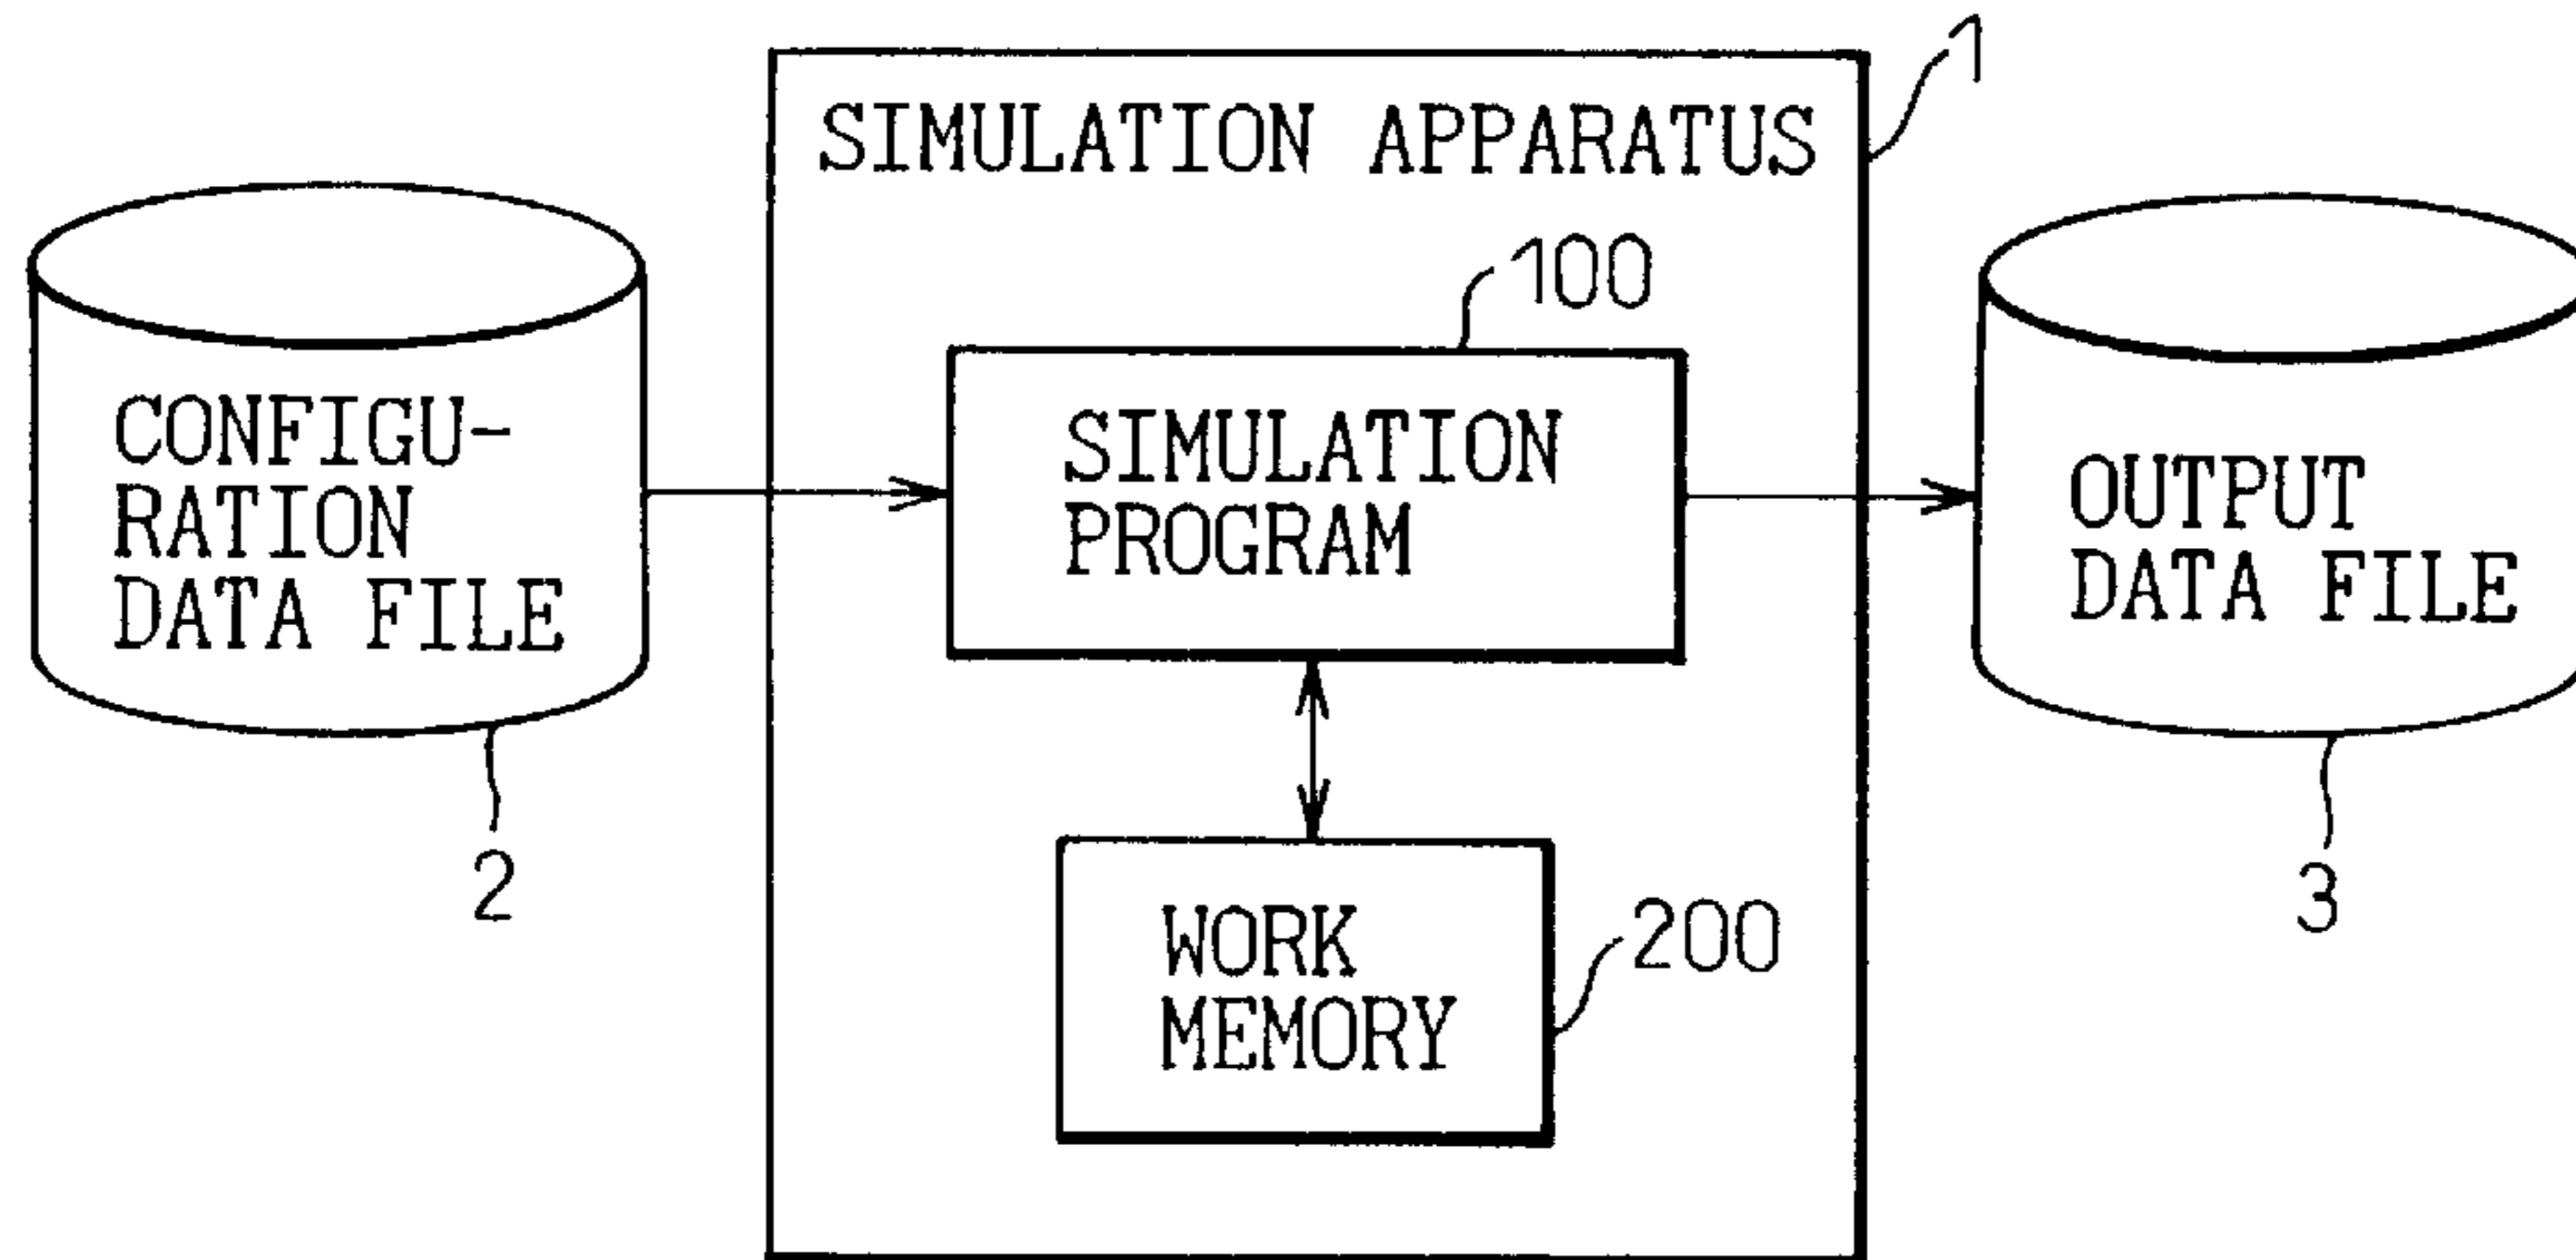 1
SIMULATION APPARATUS
100
CONFIGU-
RATION
DATA FILE
SIMULATION
PROGRAM
OUTPUT
DATA FILE
2
WORK
MEMORY
200
3